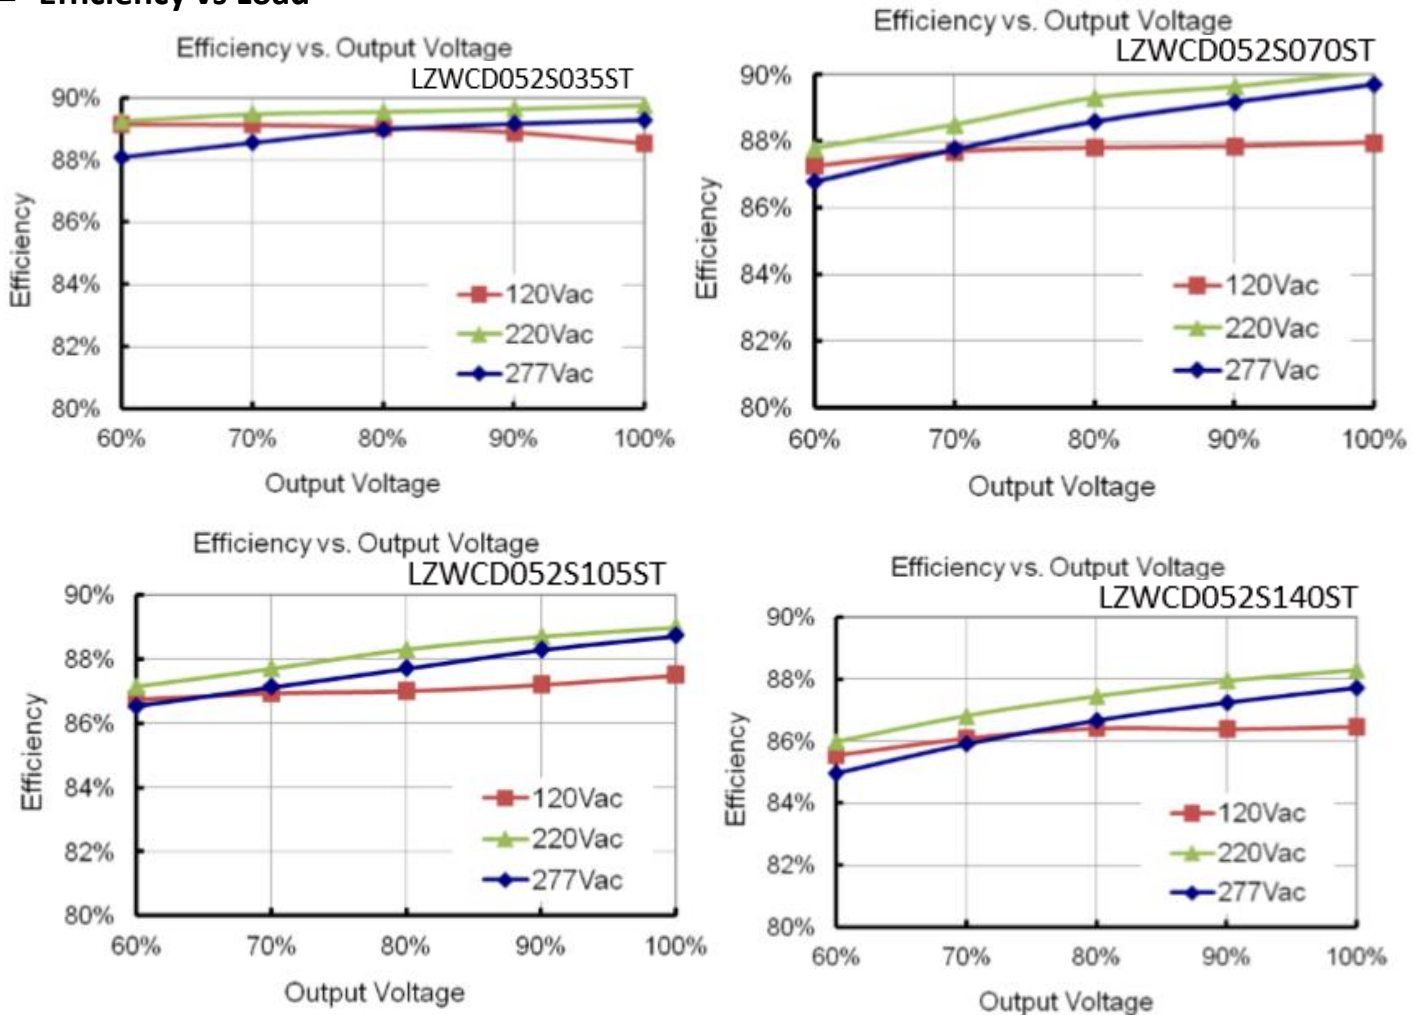 Efficiency vs Load
Efficiency vs. Output Voltage
LZWCD052S035ST
90%
88%
86%
84%
82%
80%
Efficiency
120Vac
220Vac
277Vac
60% 70% 80% 90% 100%
Output Voltage
Efficiency vs. Output Voltage
LZWCD052S070ST
90%
88%
86%
84%
82%
80%
Efficiency
120Vac
220Vac
277Vac
60% 70% 80% 90% 100%
Output Voltage
Efficiency vs. Output Voltage
LZWCD052S105ST
90%
88%
86%
84%
82%
80%
Efficiency
120Vac
220Vac
277Vac
60% 70% 80% 90% 100%
Output Voltage
Efficiency vs. Output Voltage
LZWCD052S140ST
90%
88%
86%
84%
82%
80%
Efficiency
120Vac
220Vac
277Vac
60% 70% 80% 90% 100%
Output Voltage